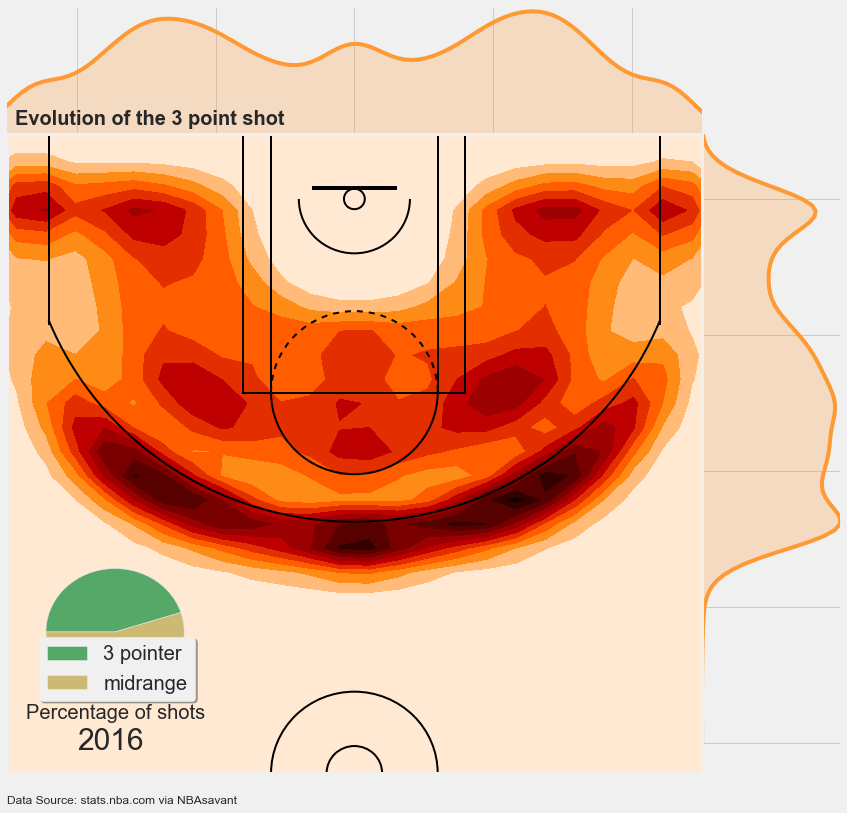 Evolution of the 3 point shot
3 pointer
midrange
Percentage of shots
2016
Data Source: stats.nba.com via NBAsavant